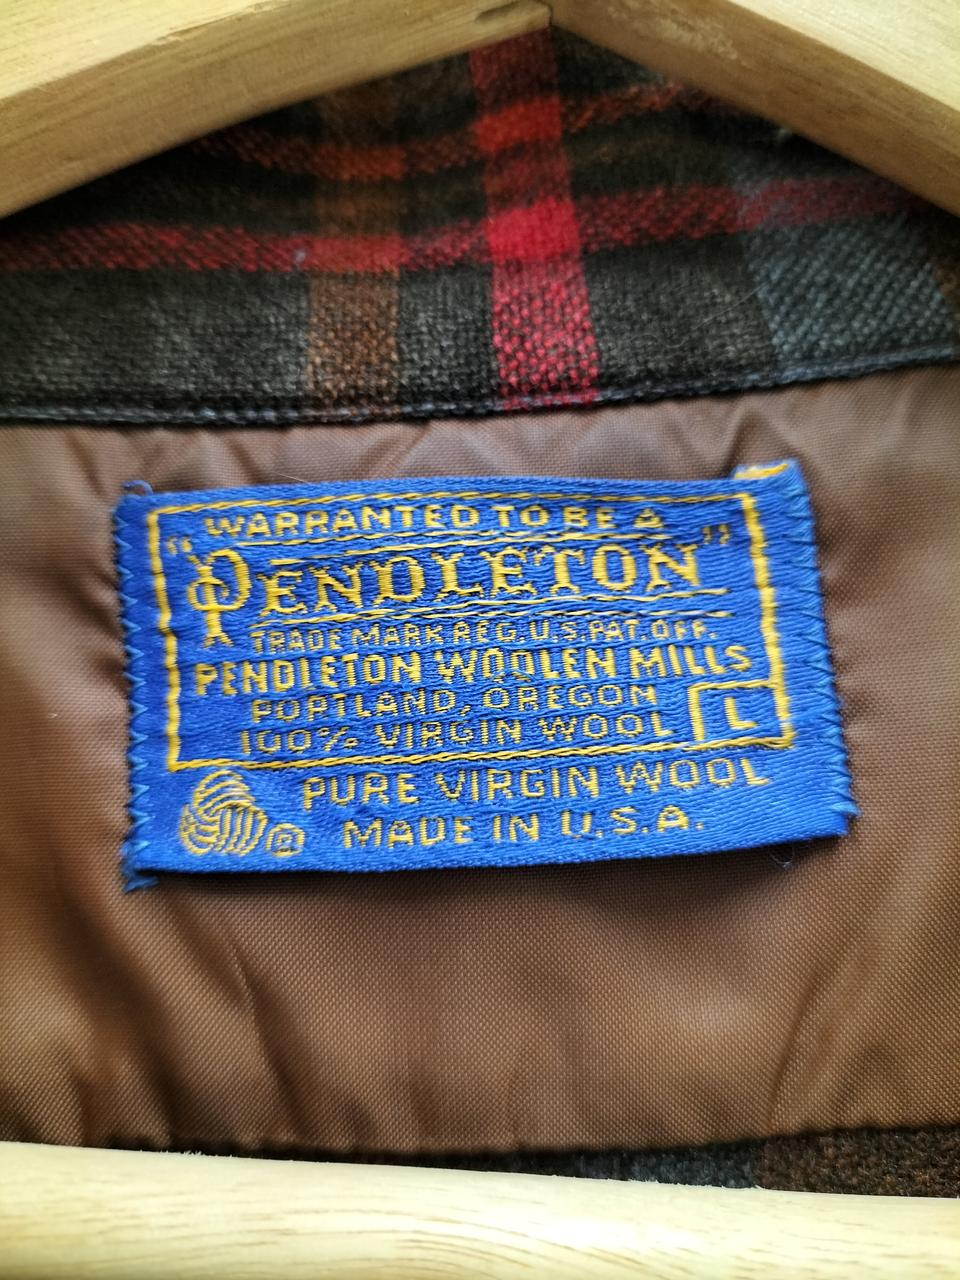 WARRANTED TO BE A
"PENDLETON"
TRADE MARK REG. U.S. PAT. OFF.
PENDLETON WOOLEN MILLS
PORTLAND, OREGON
100% VIRGIN WOOL L
PURE VIRGIN WOOL
® MADE IN U.S.A.